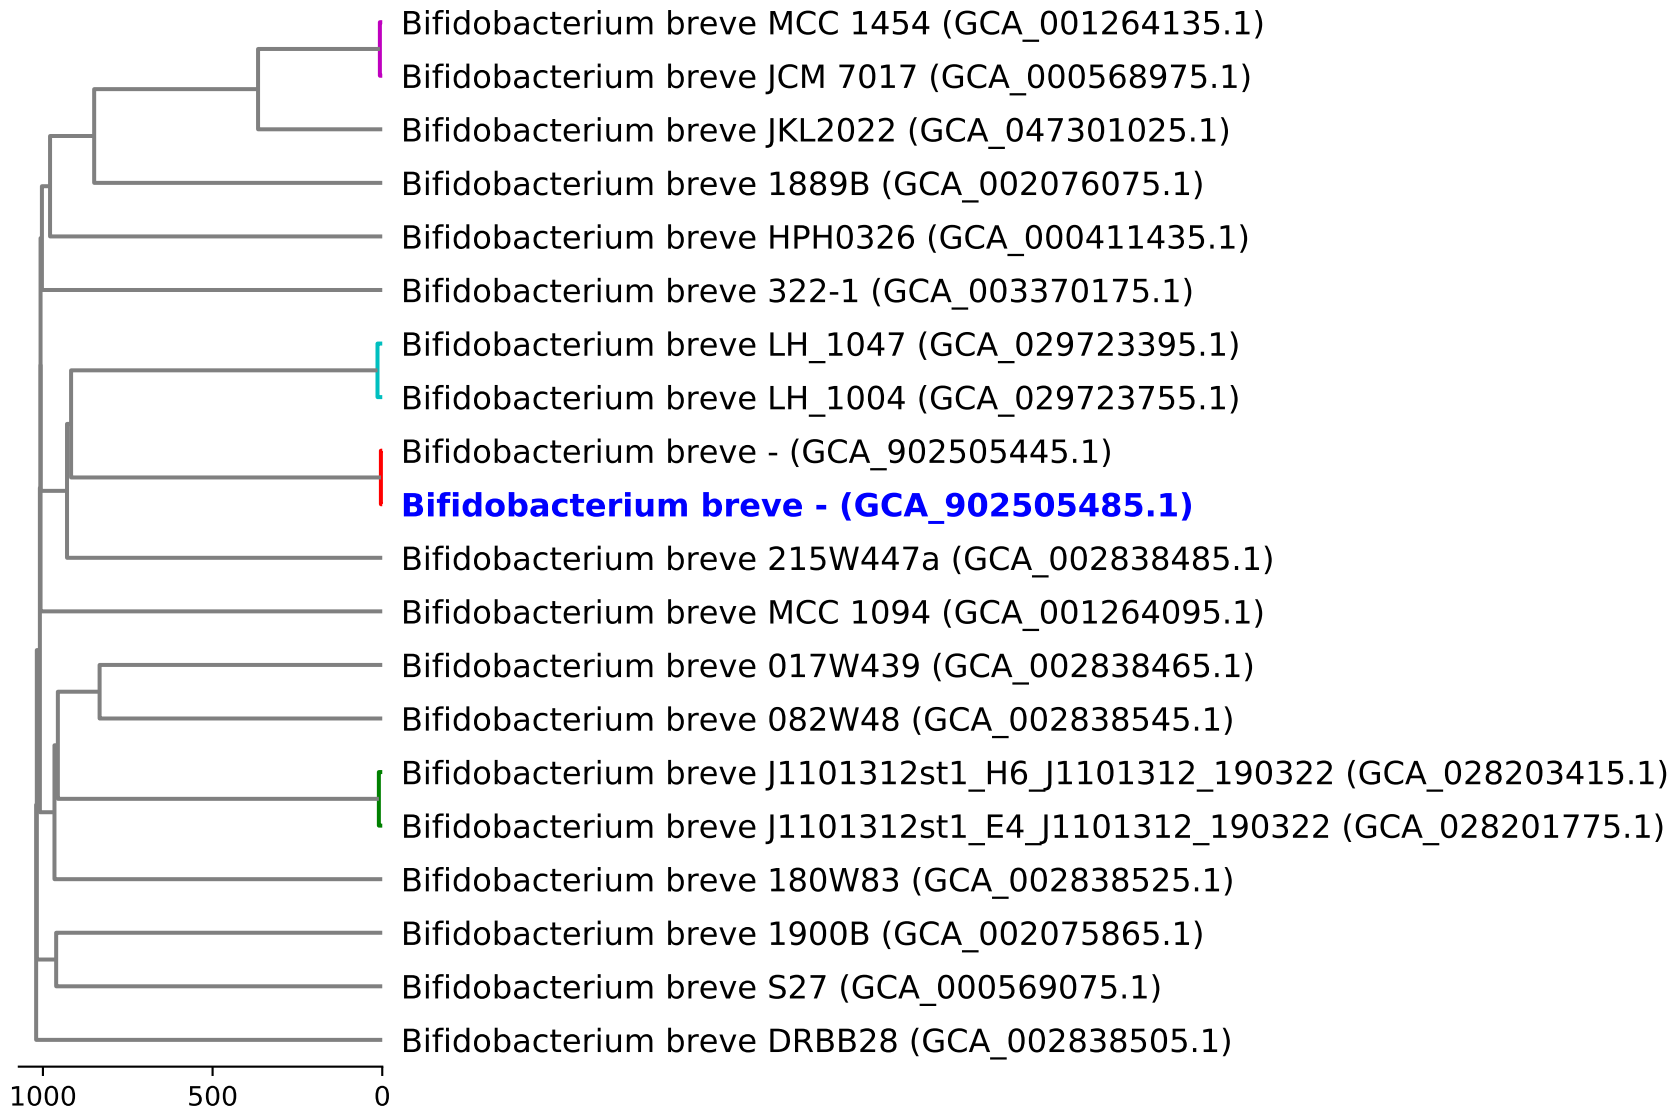 Bifidobacterium breve MCC 1454 (GCA_001264135.1)
Bifidobacterium breve JCM 7017 (GCA_000568975.1)
Bifidobacterium breve JKL2022 (GCA_047301025.1)
Bifidobacterium breve 1889B (GCA_002076075.1)
Bifidobacterium breve HPH0326 (GCA_000411435.1)
Bifidobacterium breve 322-1 (GCA_003370175.1)
Bifidobacterium breve LH_1047 (GCA_029723395.1)
Bifidobacterium breve LH_1004 (GCA_029723755.1)
Bifidobacterium breve - (GCA_902505445.1)
Bifidobacterium breve - (GCA_902505485.1)
Bifidobacterium breve 215W447a (GCA_002838485.1)
Bifidobacterium breve MCC 1094 (GCA_001264095.1)
Bifidobacterium breve 017W439 (GCA_002838465.1)
Bifidobacterium breve 082W48 (GCA_002838545.1)
Bifidobacterium breve J1101312st1_H6_J1101312_190322 (GCA_028203415.1)
Bifidobacterium breve J1101312st1_E4_J1101312_190322 (GCA_028201775.1)
Bifidobacterium breve 180W83 (GCA_002838525.1)
Bifidobacterium breve 1900B (GCA_002075865.1)
Bifidobacterium breve S27 (GCA_000569075.1)
Bifidobacterium breve DRBB28 (GCA_002838505.1)
1000 500 0